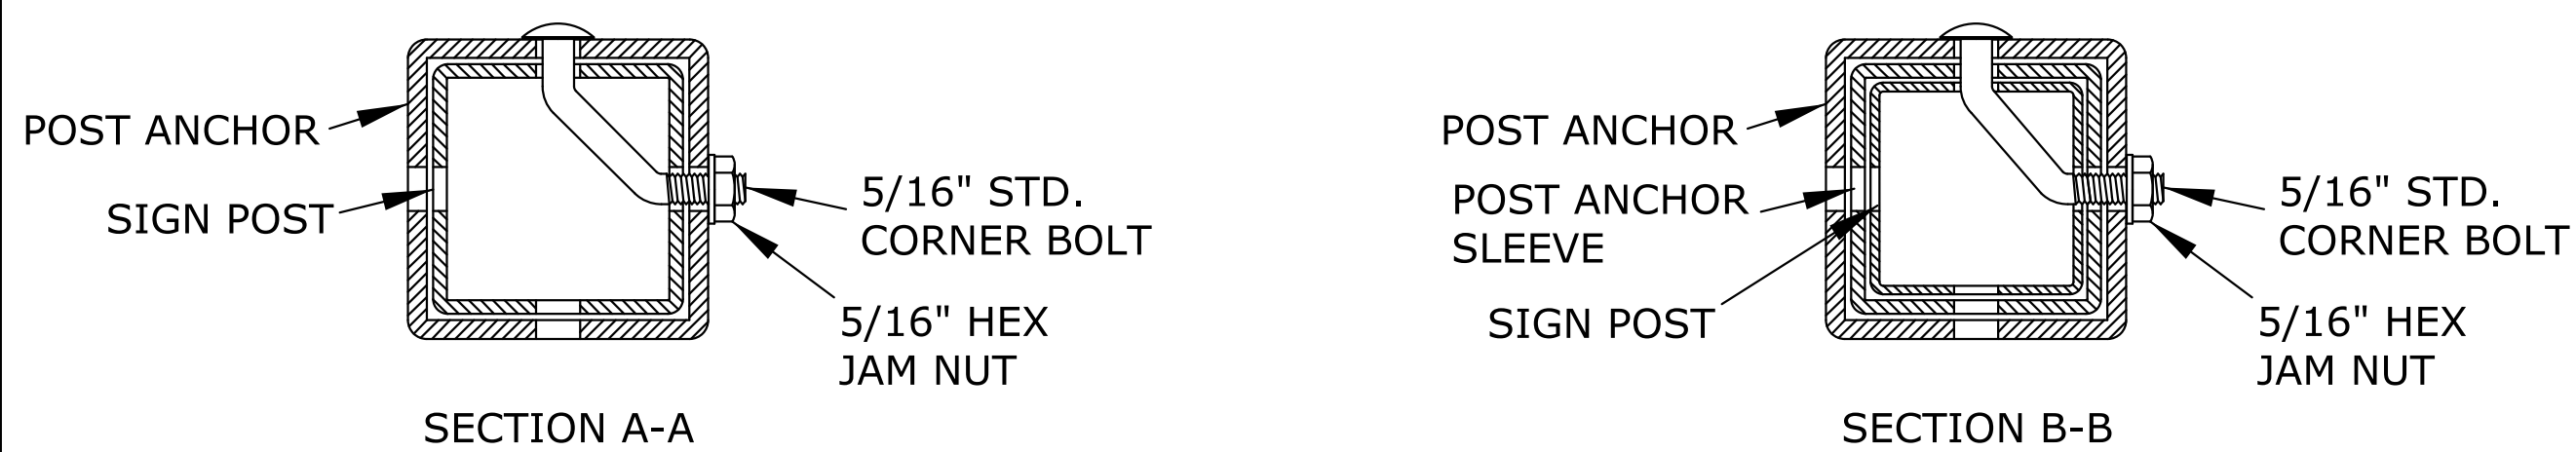 POST ANCHOR
SIGN POST
5/16" STD.
CORNER BOLT
5/16" HEX
JAM NUT
SECTION A-A
POST ANCHOR
POST ANCHOR
SLEEVE
SIGN POST
5/16" STD.
CORNER BOLT
5/16" HEX
JAM NUT
SECTION B-B